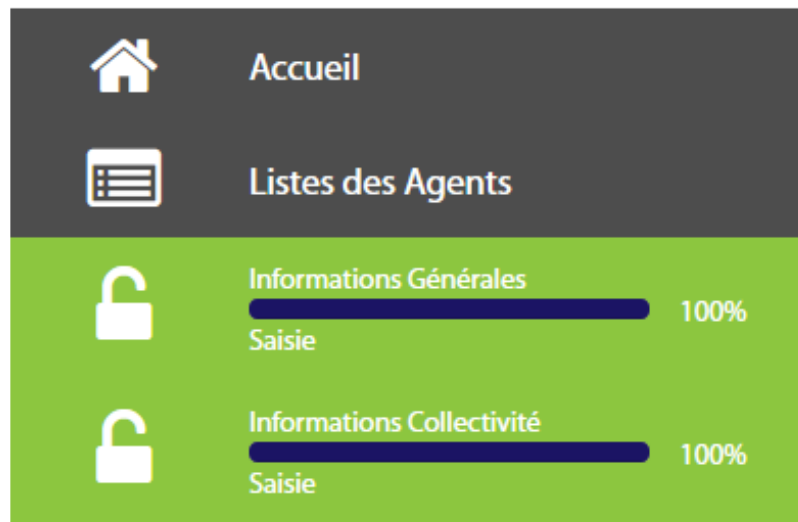 Accueil
Listes des Agents
Informations Générales
100%
Saisie
Informations Collectivité
100%
Saisie